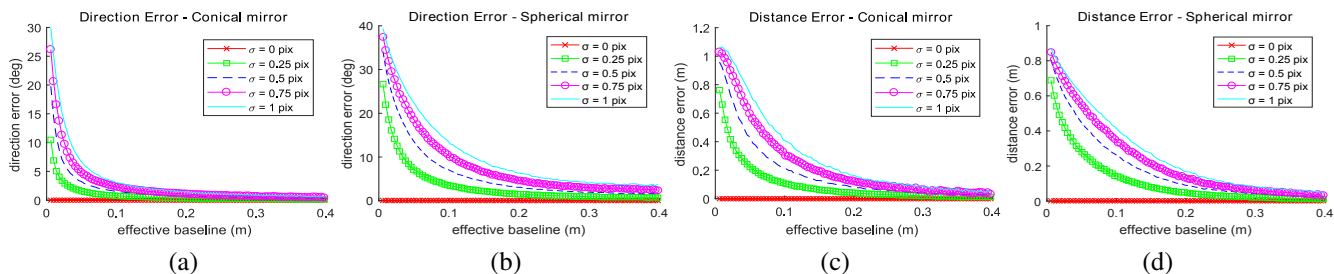 Direction Error - Conical mirror
30
25
20
15
10
5
0
direction error (deg)
σ = 0 pix
σ = 0.25 pix
σ = 0.5 pix
σ = 0.75 pix
σ = 1 pix
0 0.1 0.2 0.3 0.4
effective baseline (m)
(a)
Direction Error - Spherical mirror
40
30
20
10
0
direction error (deg)
σ = 0 pix
σ = 0.25 pix
σ = 0.5 pix
σ = 0.75 pix
σ = 1 pix
0 0.1 0.2 0.3 0.4
effective baseline (m)
(b)
Distance Error - Conical mirror
1.2
1
0.8
0.6
0.4
0.2
0
distance error (m)
σ = 0 pix
σ = 0.25 pix
σ = 0.5 pix
σ = 0.75 pix
σ = 1 pix
0 0.1 0.2 0.3 0.4
effective baseline (m)
(c)
Distance Error - Spherical mirror
1
0.8
0.6
0.4
0.2
0
distance error (m)
σ = 0 pix
σ = 0.25 pix
σ = 0.5 pix
σ = 0.75 pix
σ = 1 pix
0 0.1 0.2 0.3 0.4
effective baseline (m)
(d)